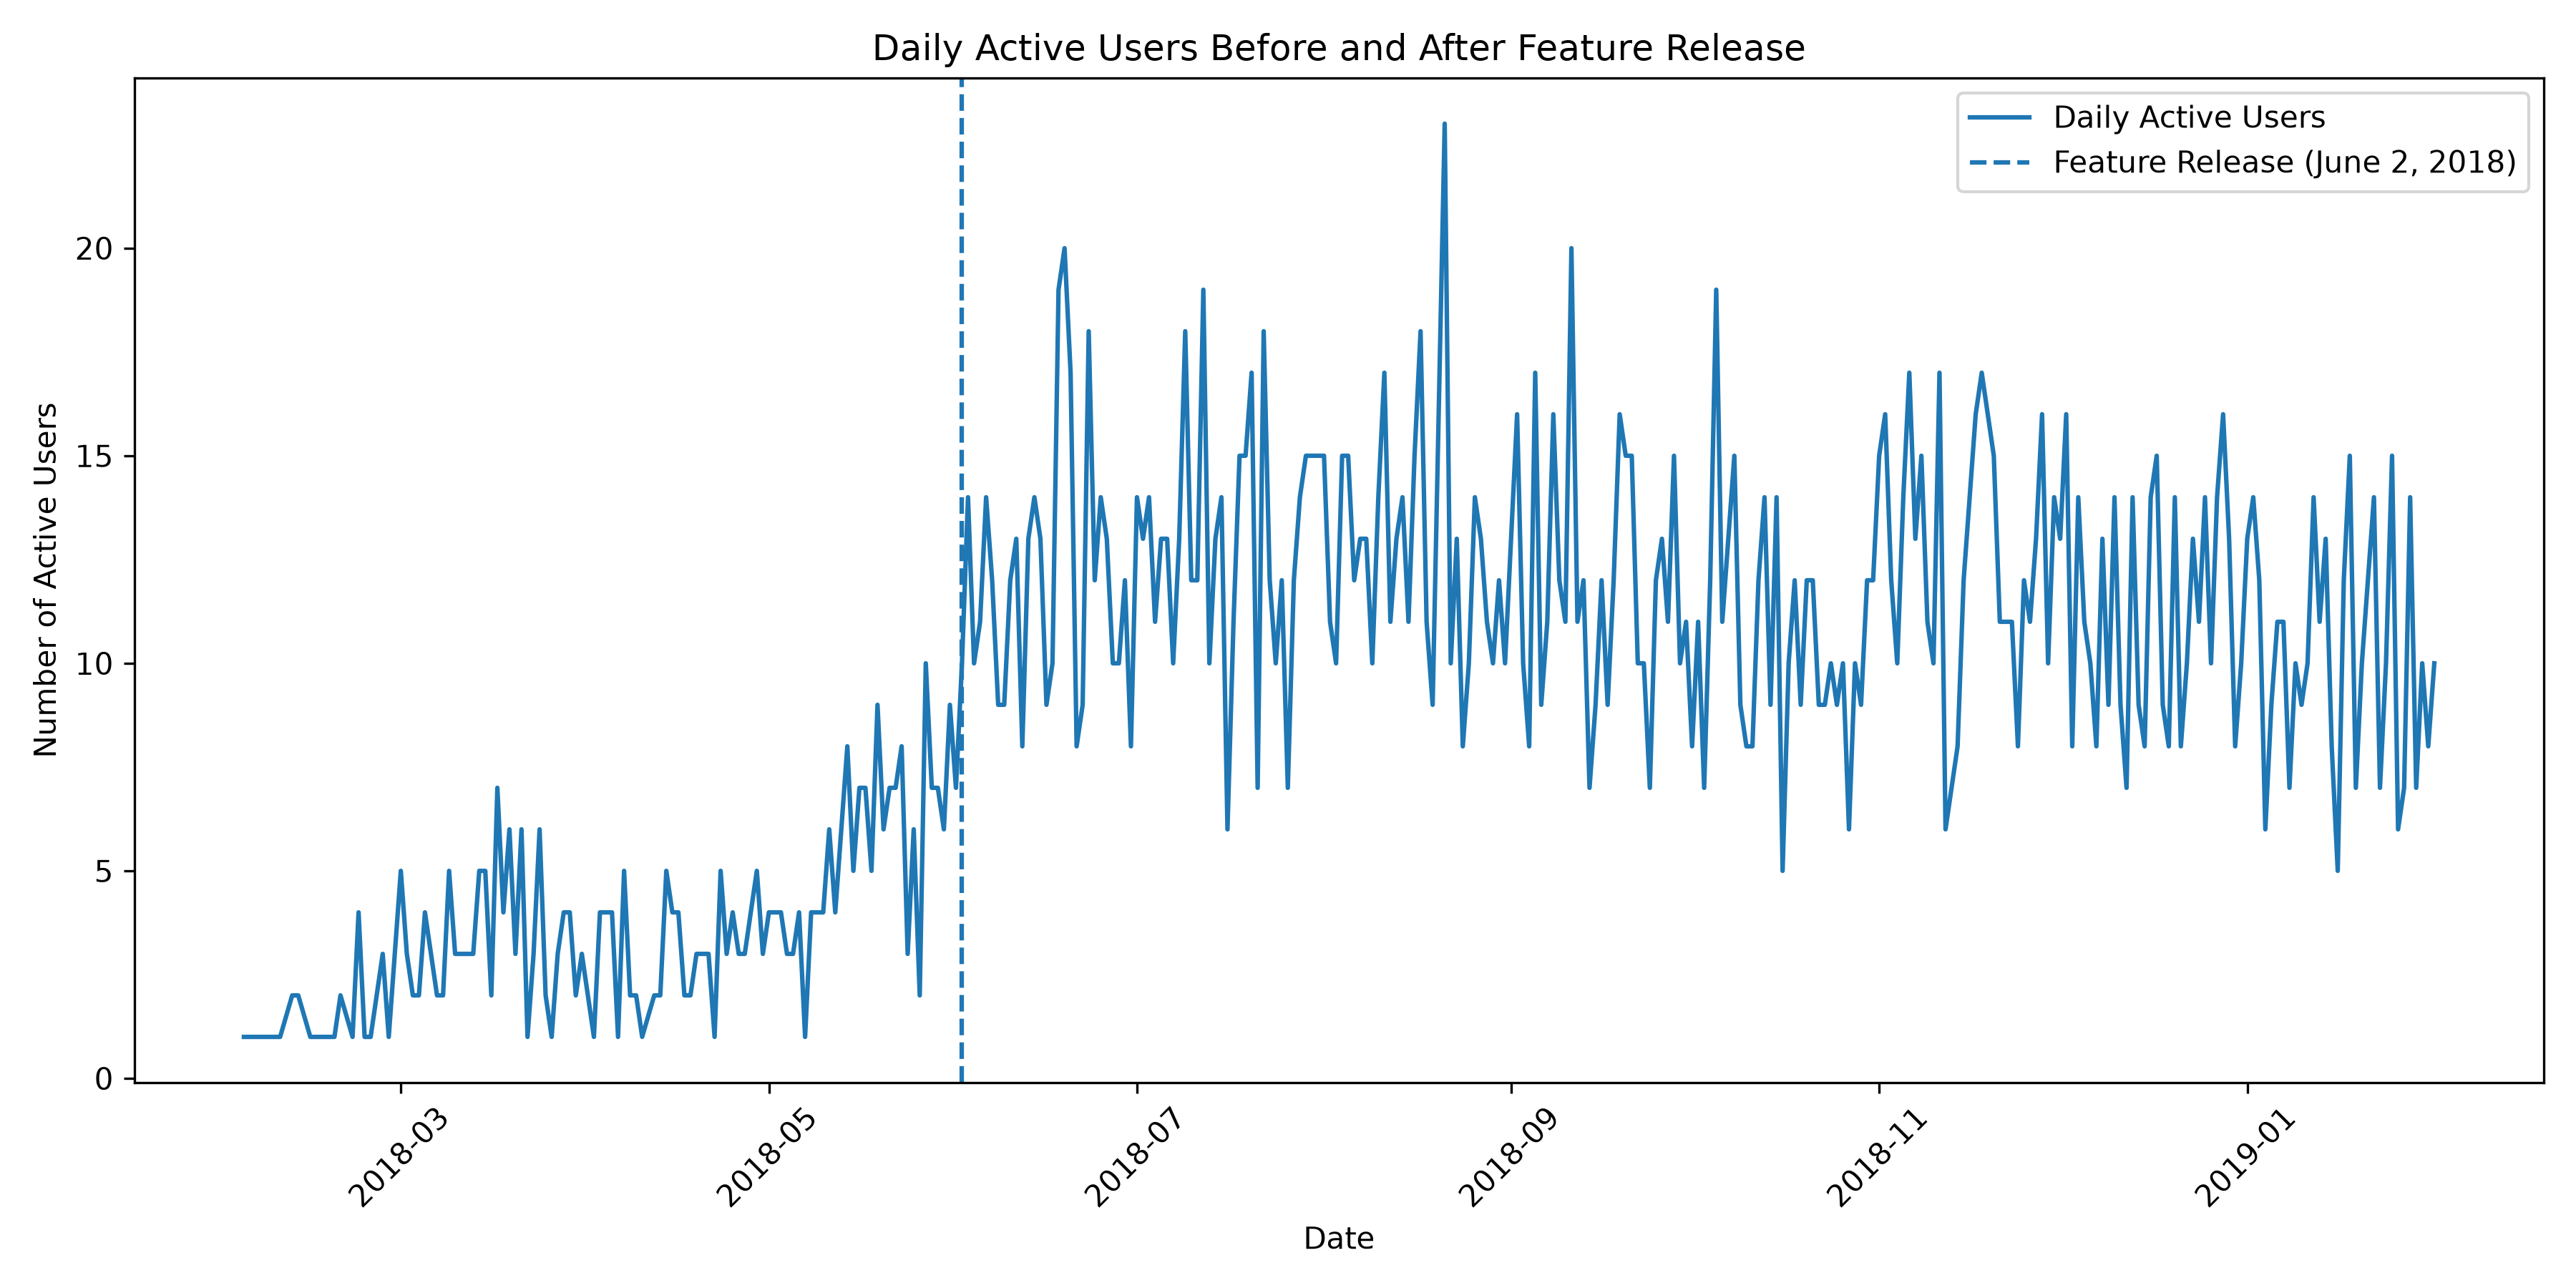 Daily Active Users Before and After Feature Release
Daily Active Users
Feature Release (June 2, 2018)
Number of Active Users
20
15
10
5
0
2018-03
2018-05
2018-07
2018-09
2018-11
2019-01
Date